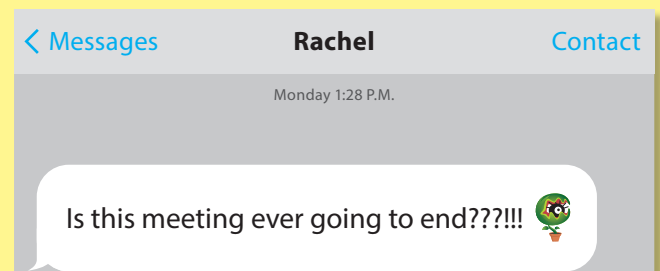 Messages Rachel Contact
Monday 1:28 P.M.
Is this meeting ever going to end???!!!